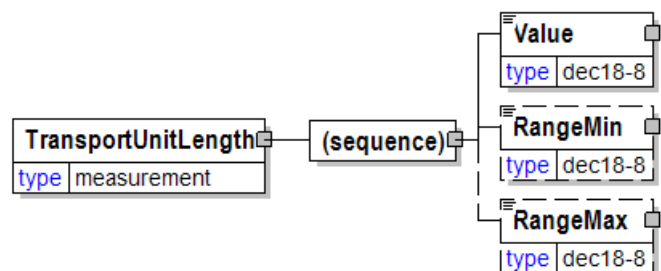 Value
type dec18-8
RangeMin
type dec18-8
TransportUnitLength
type measurement
(sequence)
RangeMax
type dec18-8